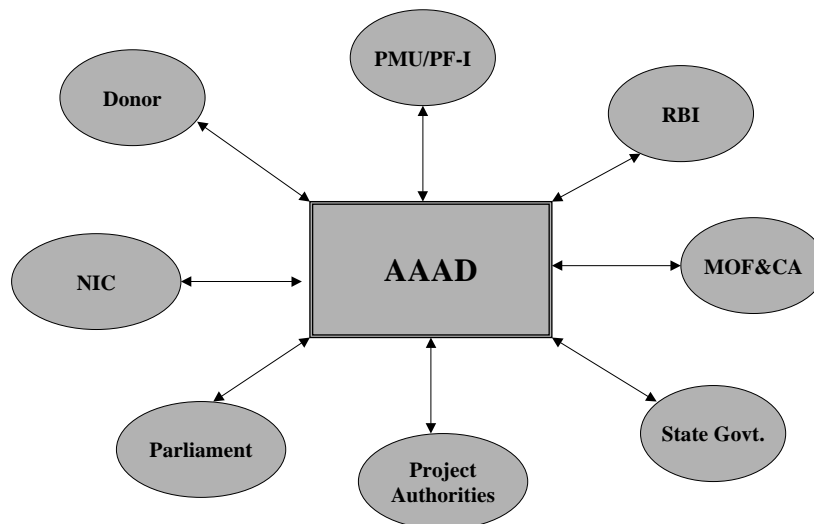 PMU/PF-I
Donor
RBI
AAAD
MOF&CA
NIC
State Govt.
Parliament
Project
Authorities